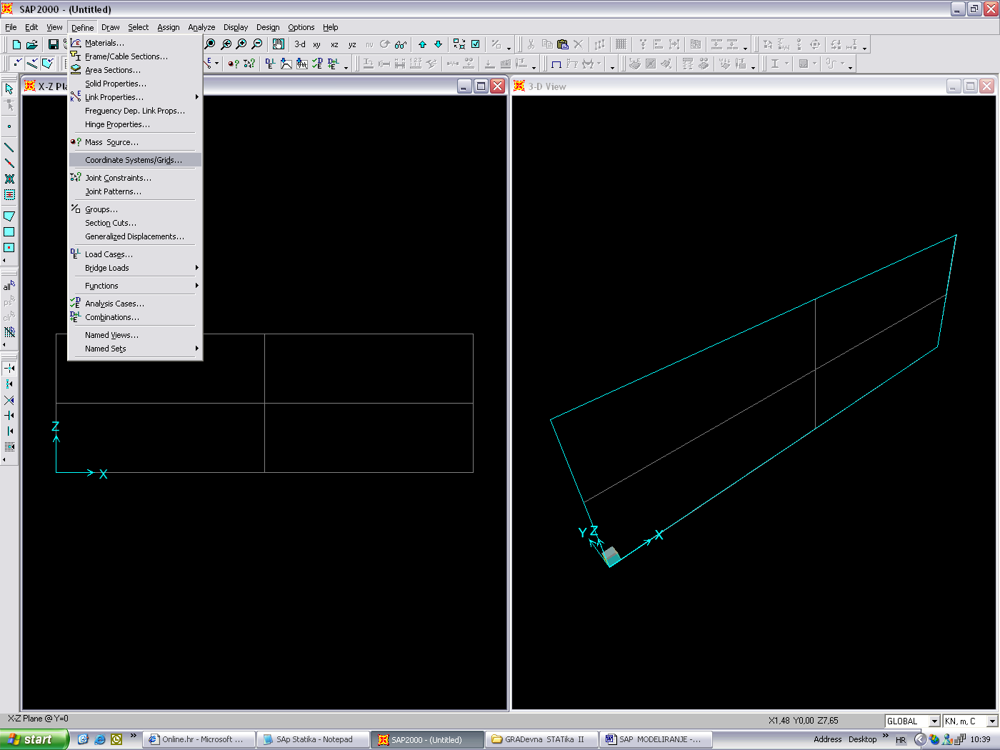 SAP2000 - (Untitled)
File Edit View Define Draw Select Assign Analyze Display Design Options Help
3-d xy xz yz nv
X-Z Pla
3-D View
Materials...
Frame/Cable Sections...
Area Sections...
Solid Properties...
Link Properties...
Frequency Dep. Link Props...
Hinge Properties...
Mass Source...
Coordinate Systems/Grids...
Joint Constraints...
Joint Patterns...
Groups...
Section Cuts...
Generalized Displacements...
Load Cases...
Bridge Loads
Functions
Analysis Cases...
Combinations...
Named Views...
Named Sets
all
ps
clr
Z
X
Y Z
X
X-Z Plane @ Y=0
X1,48 Y0,00 Z7,65
GLOBAL
KN, m, C
start
Online.hr - Microsoft ...
SAp Statika - Notepad
SAP2000 - (Untitled)
GRADevna STATika II
SAP MODELIRANJE -...
Address Desktop
HR
10:39